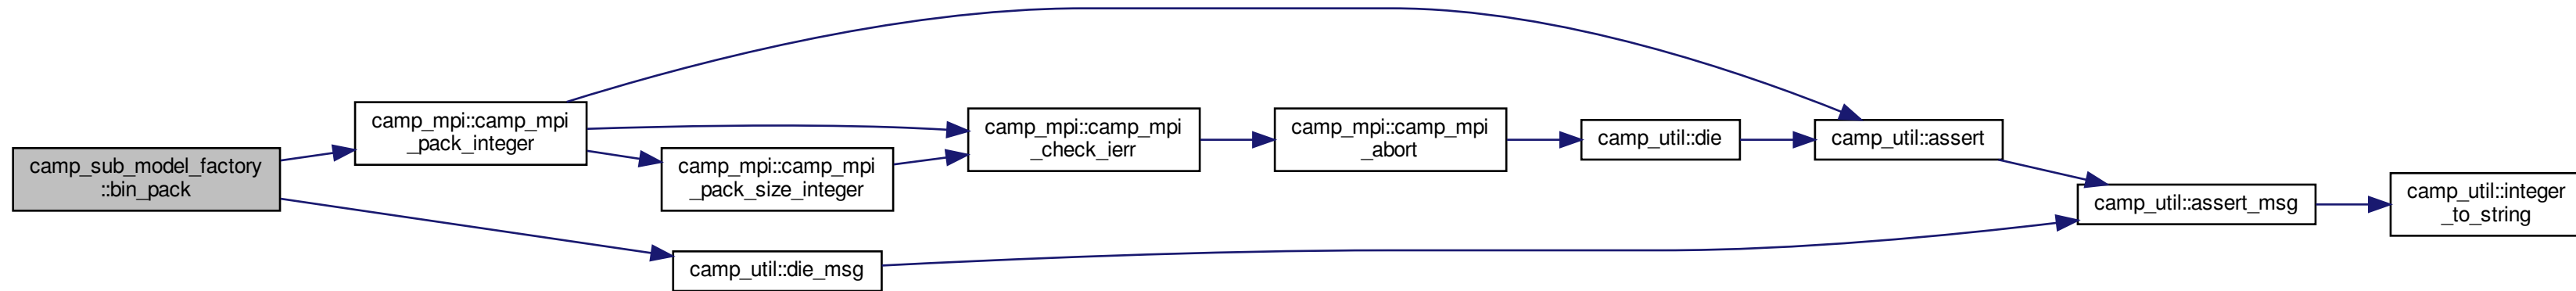 camp_sub_model_factory
::bin_pack
camp_mpi::camp_mpi
_pack_integer
camp_mpi::camp_mpi
_pack_size_integer
camp_util::die_msg
camp_mpi::camp_mpi
_check_ierr
camp_mpi::camp_mpi
_abort
camp_util::die
camp_util::assert
camp_util::assert_msg
camp_util::integer
_to_string